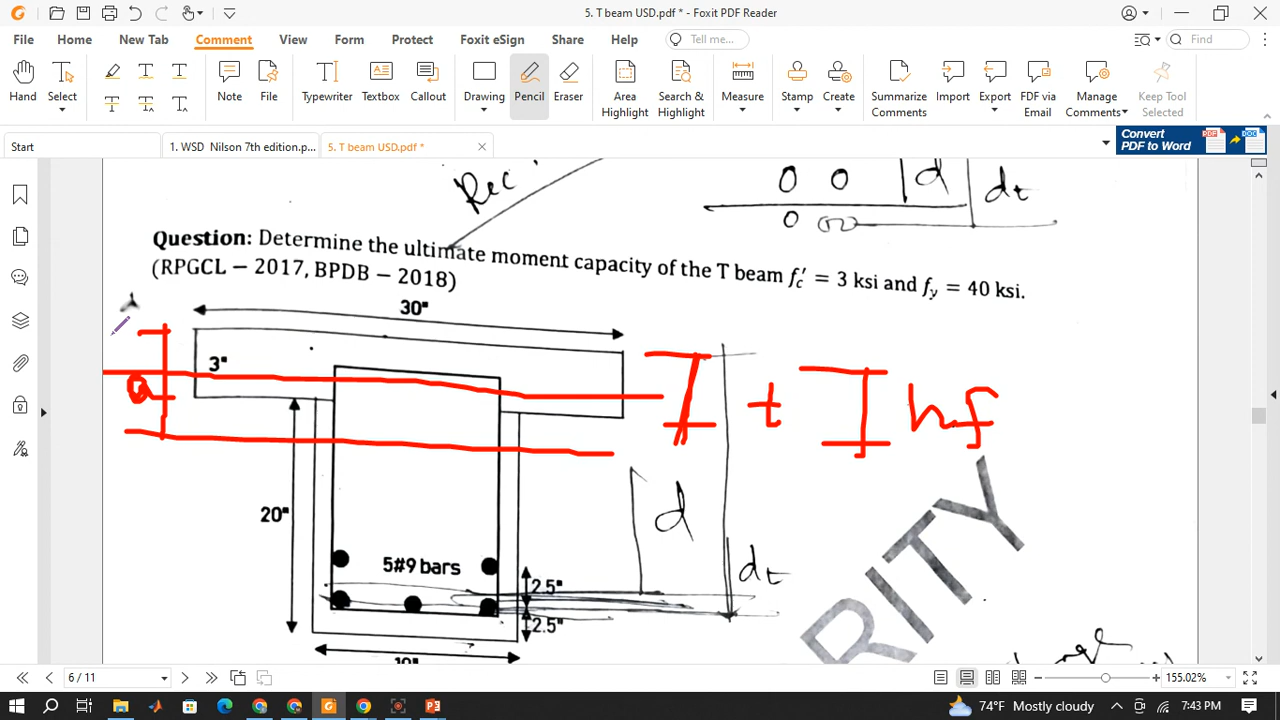 5. T beam USD.pdf * - Foxit PDF Reader
File Home New Tab Comment View Form Protect Foxit eSign Share Help Tell me... Find
Hand Select T T T T T Note File Typewriter Textbox Callout Drawing Pencil Eraser Area Highlight Search & Highlight Measure Stamp Create Summarize Comments Import Export PDF via Email Manage Comments Keep Tool Selected
Start 1. WSD Nilson 7th edition.p... 5. T beam USD.pdf * Convert PDF to Word
Rec
d dt
Question: Determine the ultimate moment capacity of the T beam f′c = 3 ksi and fy = 40 ksi.
(RPGCL – 2017, BPDB – 2018)
30"
3"
a
t hf
20"
d
5#9 bars
2.5"
dt
2.5"
10"
RITY
6 / 11 155.02%
74°F Mostly cloudy 7:43 PM